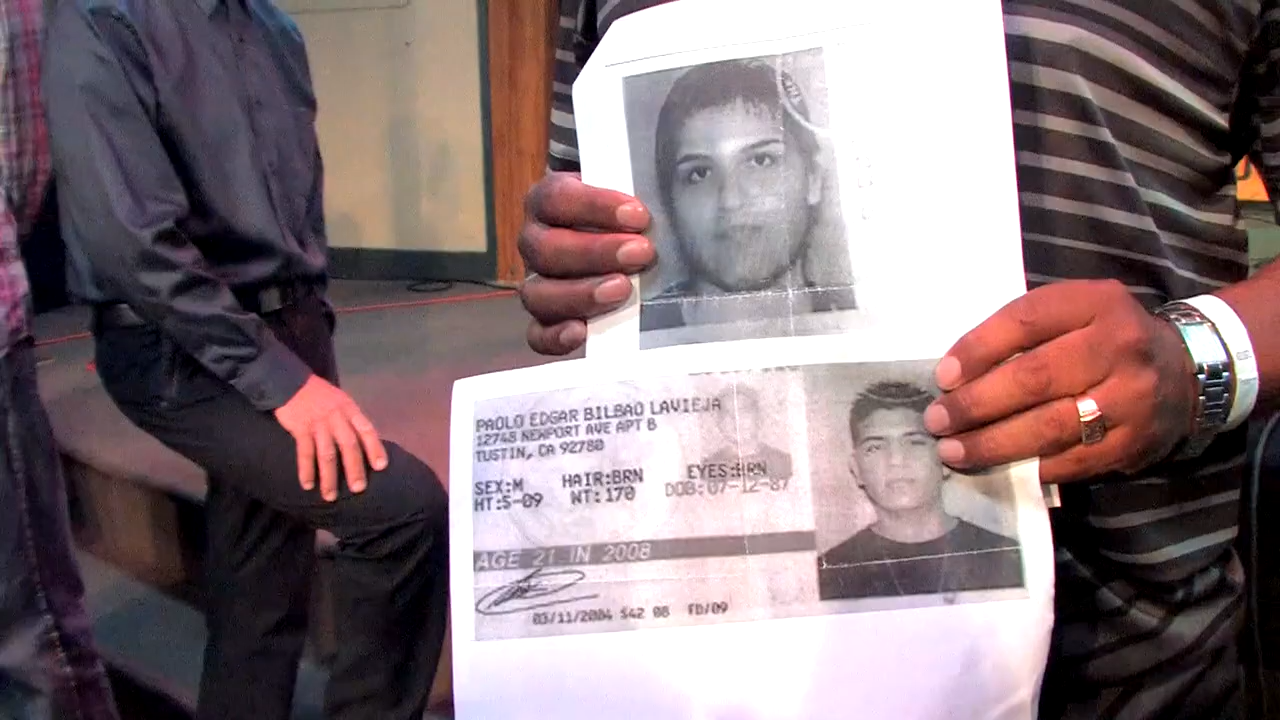 PAOLO EDGAR BILBAO LAVIEJA
12748 NEWPORT AVE APT B
TUSTIN, CA 92780
SEX:M HAIR:BRN EYES:BRN
HT:5-09 WT:170 DOB:07-12-87
AGE 21 IN 2008
03/11/2004 542 08 FD/09